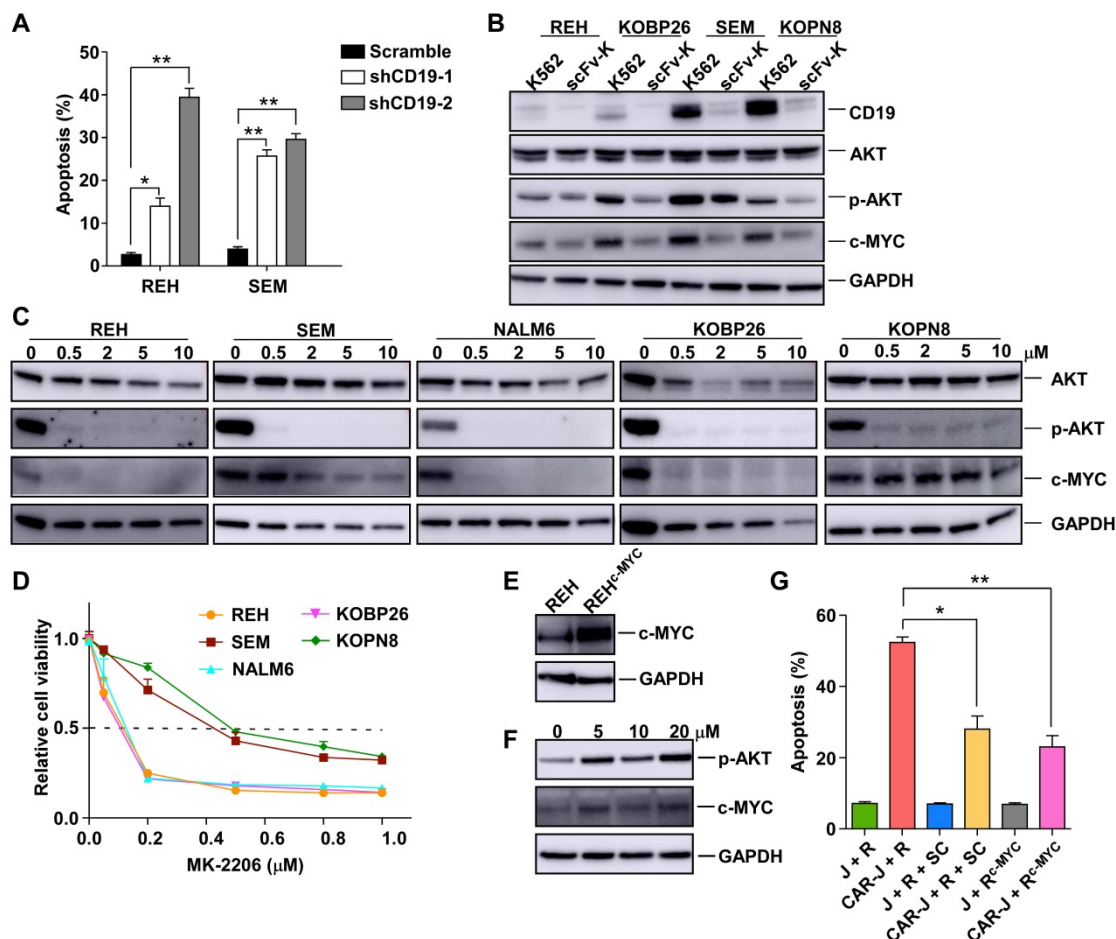 A
Apoptosis (%)
50
40
30
20
10
0
**
*
**
**
Scramble
shCD19-1
shCD19-2
REH SEM
B
REH KOBP26 SEM KOPN8
K562 scFv-K K562 scFv-K K562 scFv-K K562 scFv-K
CD19
AKT
p-AKT
c-MYC
GAPDH
C
REH SEM NALM6 KOBP26 KOPN8
0 0.5 2 5 10 0 0.5 2 5 10 0 0.5 2 5 10 0 0.5 2 5 10 0 0.5 2 5 10 μM
AKT
p-AKT
c-MYC
GAPDH
D
Relative cell viability
1.0
0.5
0.0
REH KOBP26
SEM KOPN8
NALM6
0.0 0.2 0.4 0.6 0.8 1.0
MK-2206 (μM)
E
REH REHc-MYC
c-MYC
GAPDH
F
0 5 10 20 μM
p-AKT
c-MYC
GAPDH
G
Apoptosis (%)
60
40
20
0
**
*
J + R
CAR-J + R
J + R + SC
CAR-J + R + SC
J + Rc-MYC
CAR-J + Rc-MYC